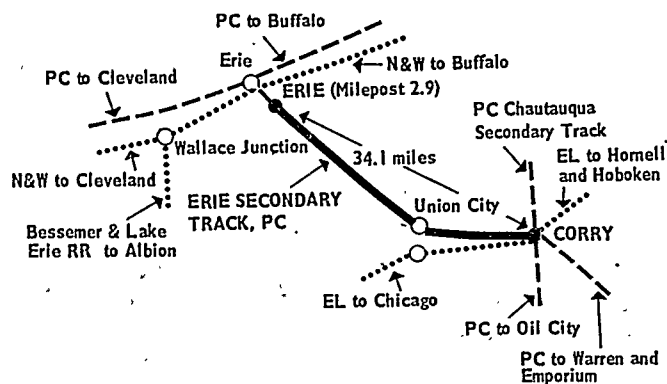 PC to Buffalo
Erie
N&W to Buffalo
PC to Cleveland
ERIE (Milepost 2.9)
PC Chautauqua
Secondary Track
34.1 miles
EL to Hornell
and Hoboken
Wallace Junction
N&W to Cleveland
ERIE SECONDARY
TRACK, PC
Union City
Bessemer & Lake
Erie RR to Albion
CORRY
EL to Chicago
PC to Oil City
PC to Warren and
Emporium